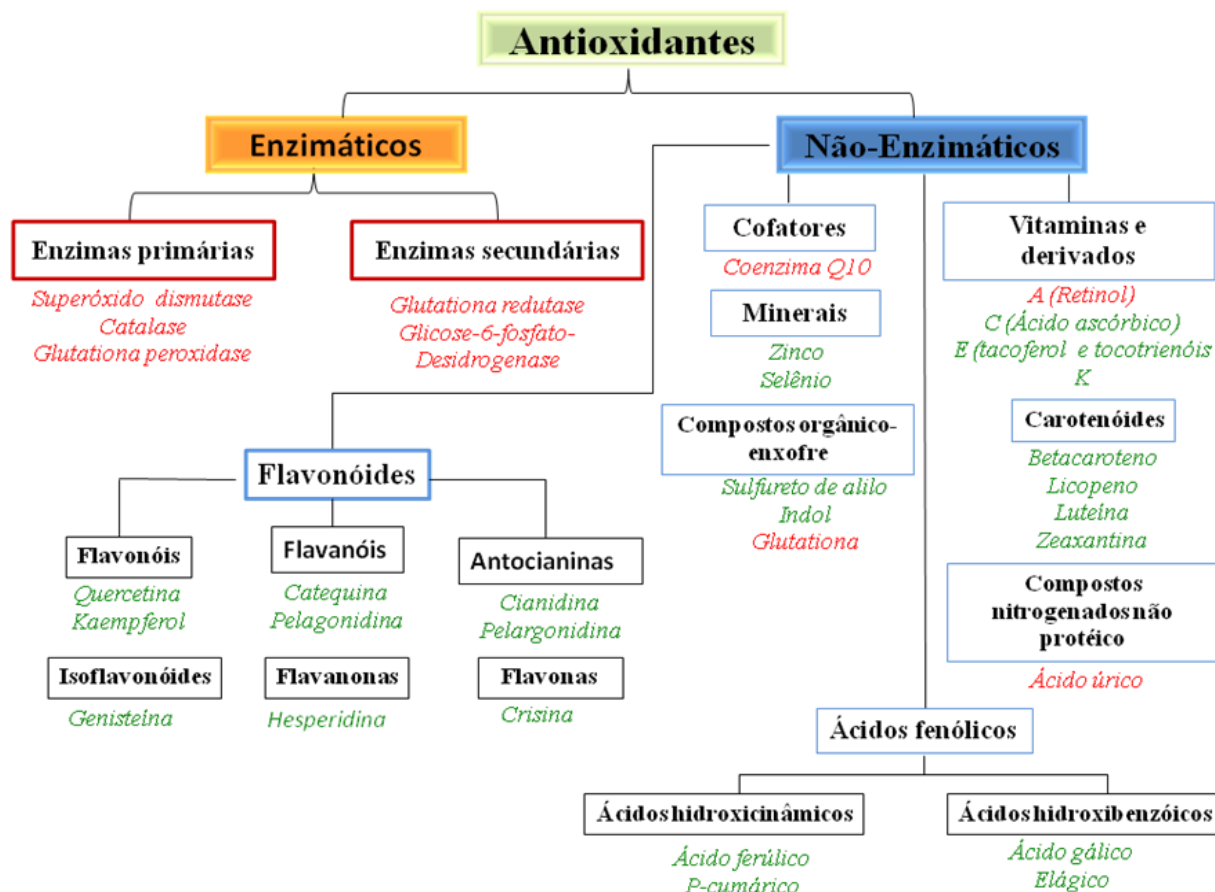 Antioxidantes
Enzimáticos
Não-Enzimáticos
Enzimas primárias
Superóxido dismutase
Catalase
Glutationa peroxidase
Enzimas secundárias
Glutationa redutase
Glicose-6-fosfato-
Desidrogenase
Cofatores
Coenzima Q10
Minerais
Zinco
Selênio
Compostos orgânico-
enxofre
Sulfureto de alilo
Indol
Glutationa
Vitaminas e
derivados
A (Retinol)
C (Ácido ascórbico)
E (tacoferol e tocotrienóis
K
Carotenóides
Betacaroteno
Licopeno
Luteína
Zeaxantina
Compostos
nitrogenados não
protéico
Ácido úrico
Flavonóides
Flavonóis
Quercetina
Kaempferol
Flavanóis
Catequina
Pelagonidina
Antocianinas
Cianidina
Pelargonidina
Isoflavonóides
Genisteína
Flavanonas
Hesperidina
Flavonas
Crisina
Ácidos fenólicos
Ácidos hidroxicinâmicos
Ácido ferúlico
P-cumárico
Ácidos hidroxibenzóicos
Ácido gálico
Elágico